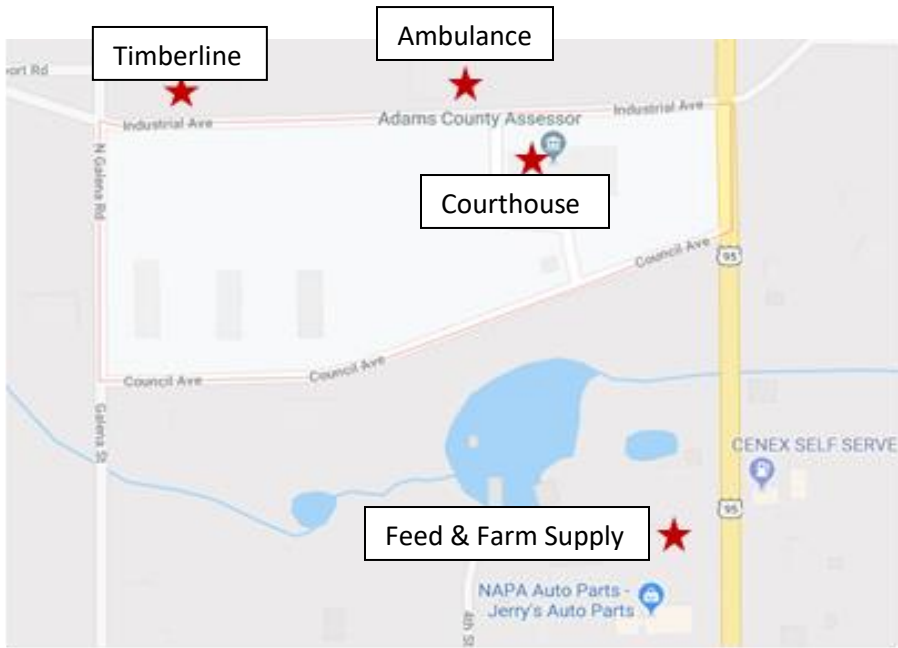 Ambulance
Timberline
ort Rd
Industrial Ave
Industrial Ave
Adams County Assessor
N Galena Rd
Courthouse
Council Ave
95
Council Ave
Council Ave
Galena St
CENEX SELF SERVE
95
Feed & Farm Supply
NAPA Auto Parts -
Jerry's Auto Parts
4th St